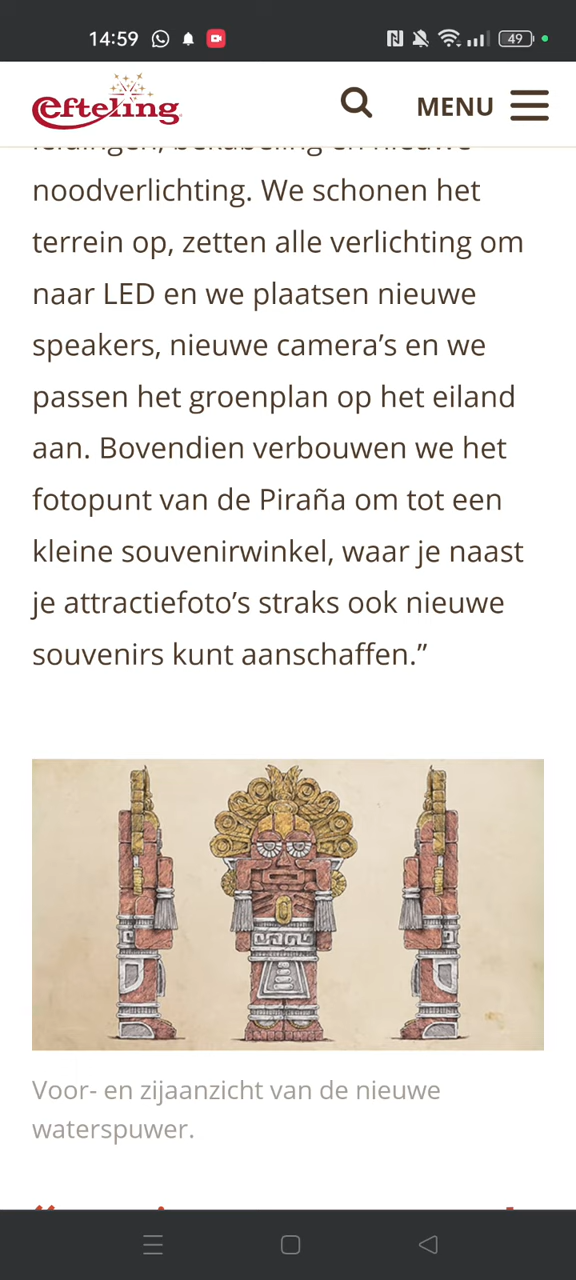 14:59
49
efteling
MENU
noodverlichting. We schonen het
terrein op, zetten alle verlichting om
naar LED en we plaatsen nieuwe
speakers, nieuwe camera’s en we
passen het groenplan op het eiland
aan. Bovendien verbouwen we het
fotopunt van de Piraña om tot een
kleine souvenirwinkel, waar je naast
je attractiefoto’s straks ook nieuwe
souvenirs kunt aanschaffen.”
Voor- en zijaanzicht van de nieuwe
waterspuwer.